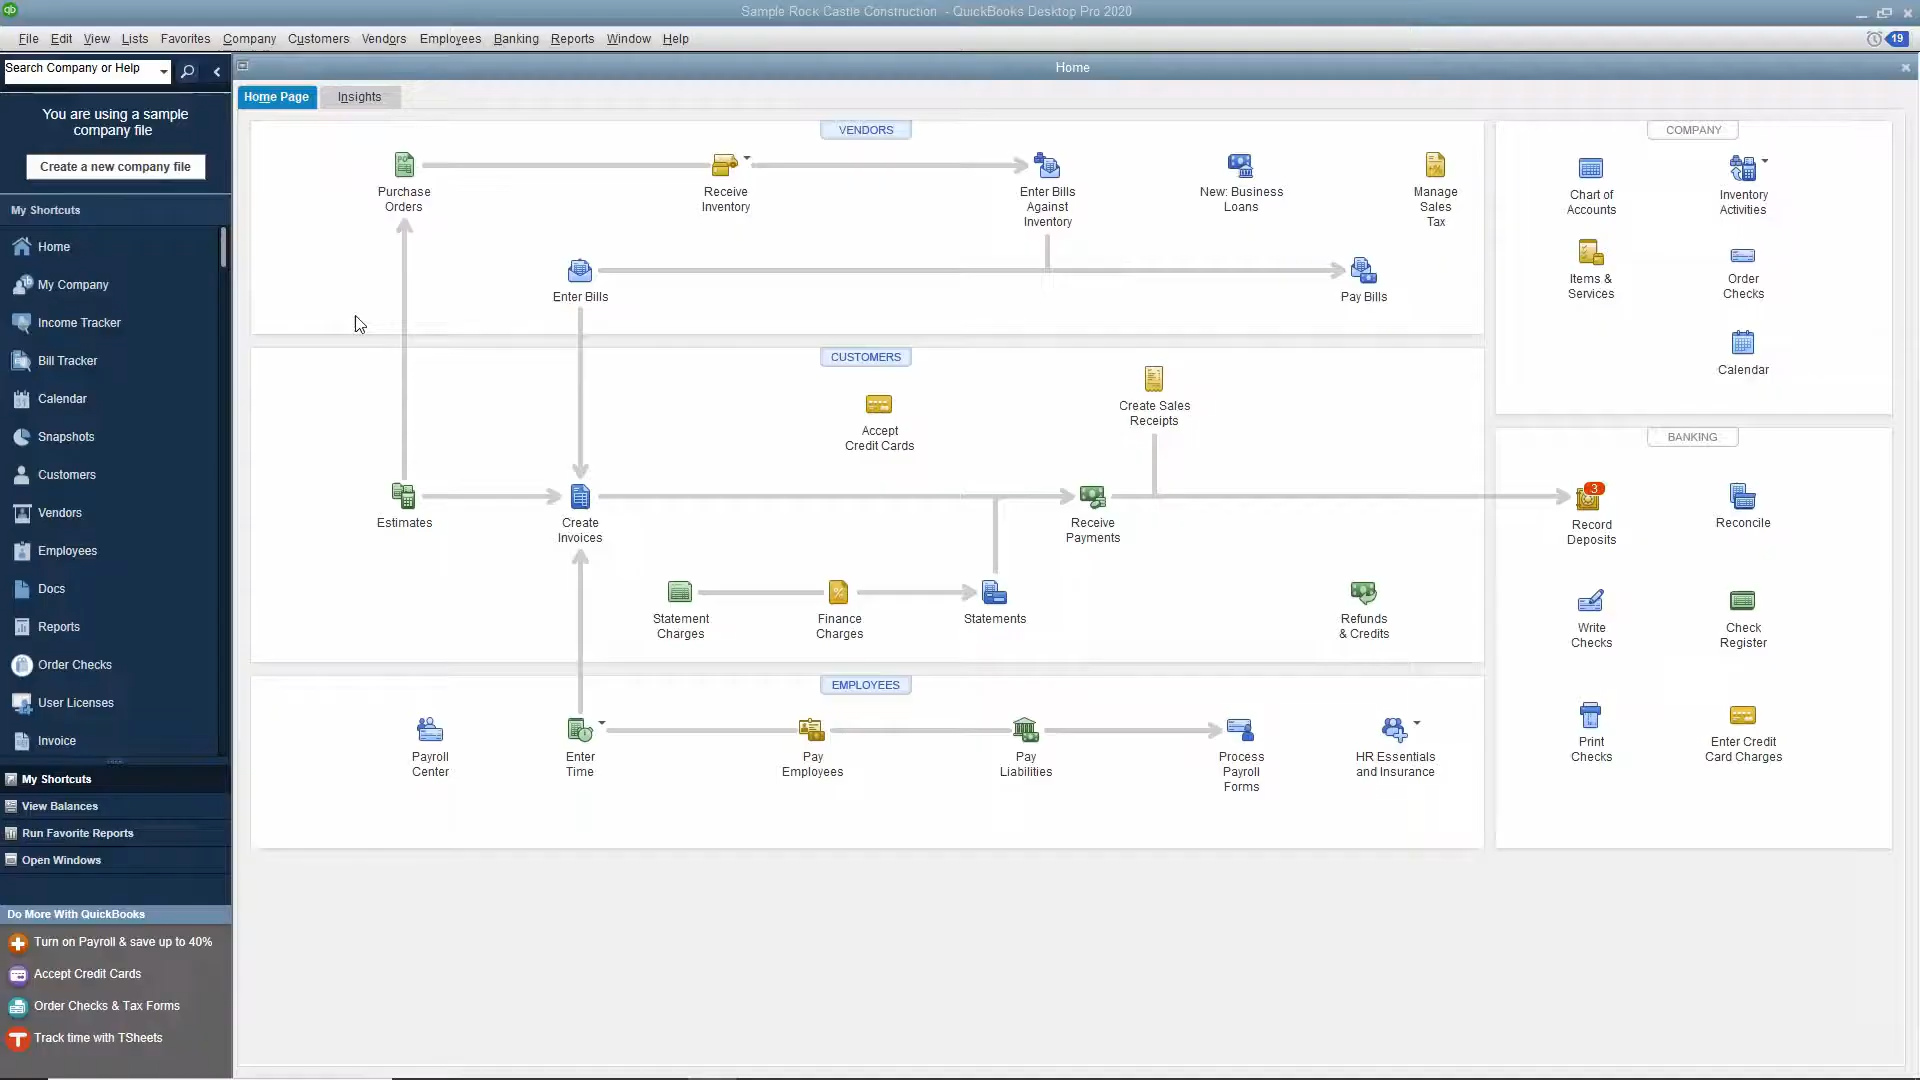 qb
Sample Rock Castle Construction - QuickBooks Desktop Pro 2020
File Edit View Lists Favorites Company Customers Vendors Employees Banking Reports Window Help
19
Search Company or Help
Home
You are using a sample
company file
Create a new company file
My Shortcuts
Home
My Company
Income Tracker
Bill Tracker
Calendar
Snapshots
Customers
Vendors
Employees
Docs
Reports
Order Checks
User Licenses
Invoice
My Shortcuts
View Balances
Run Favorite Reports
Open Windows
Do More With QuickBooks
Turn on Payroll & save up to 40%
Accept Credit Cards
Order Checks & Tax Forms
Track time with TSheets
Home Page
Insights
VENDORS
Purchase
Orders
Receive
Inventory
Enter Bills
Against
Inventory
New: Business
Loans
Manage
Sales
Tax
Enter Bills
Pay Bills
CUSTOMERS
Accept
Credit Cards
Create Sales
Receipts
Estimates
Create
Invoices
Receive
Payments
Statement
Charges
Finance
Charges
Statements
Refunds
& Credits
EMPLOYEES
Payroll
Center
Enter
Time
Pay
Employees
Pay
Liabilities
Process
Payroll
Forms
HR Essentials
and Insurance
COMPANY
Chart of
Accounts
Inventory
Activities
Items &
Services
Order
Checks
Calendar
BANKING
3
Record
Deposits
Reconcile
Write
Checks
Check
Register
Print
Checks
Enter Credit
Card Charges